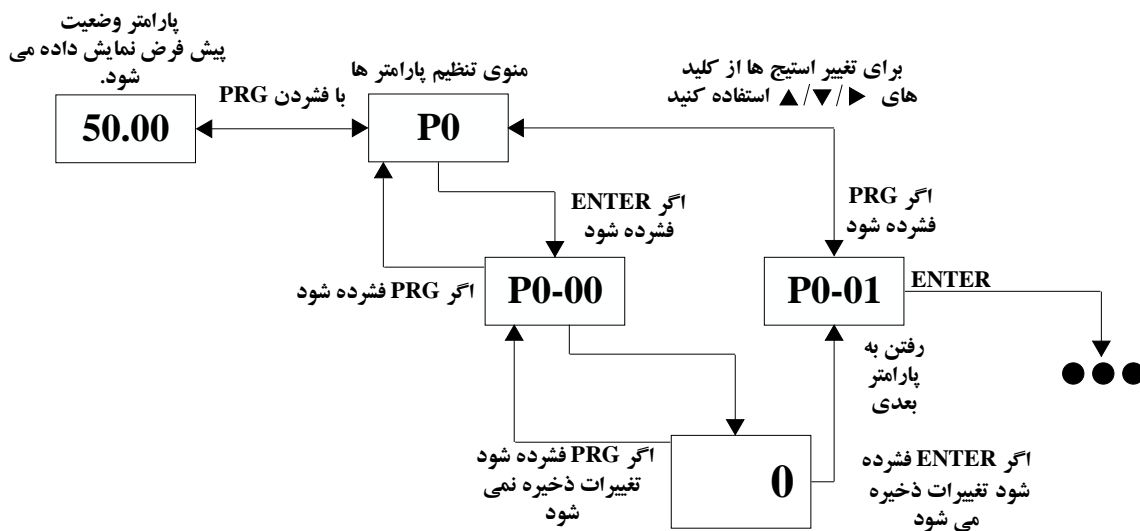 پارامتر وضعیت
پیش فرض نمایش داده می
شود.
50.00
با فشردن PRG
منوی تنظیم پارامتر ها
P0
برای تغییر استیج ها از کلید
های ▲/▼/▶ استفاده کنید
اگر ENTER
فشرده شود
اگر PRG
فشرده شود
P0-00
اگر PRG فشرده شود
P0-01
ENTER
رفتن به
پارامتر
بعدی
اگر PRG فشرده شود
تغییرات ذخیره نمی
شود
0
اگر ENTER فشرده
شود تغییرات ذخیره
می شود